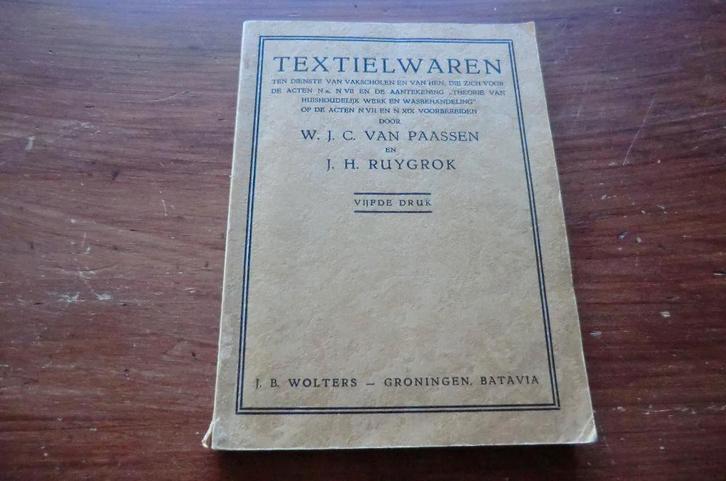 TEXTIELWAREN
TEN DIENSTE VAN VAKSCHOLEN EN VAN HEN, DIE ZICH VOOR
DE ACTEN N a, N VII EN DE AANTEKENING „THEORIE VAN
HUISHOUDELIJK WERK EN WASBEHANDELING"
OP DE ACTEN N VII EN N XIX VOORBEREIDEN
DOOR
W. J. C. VAN PAASSEN
EN
J. H. RUYGROK
VIJFDE DRUK
J. B. WOLTERS — GRONINGEN, BATAVIA